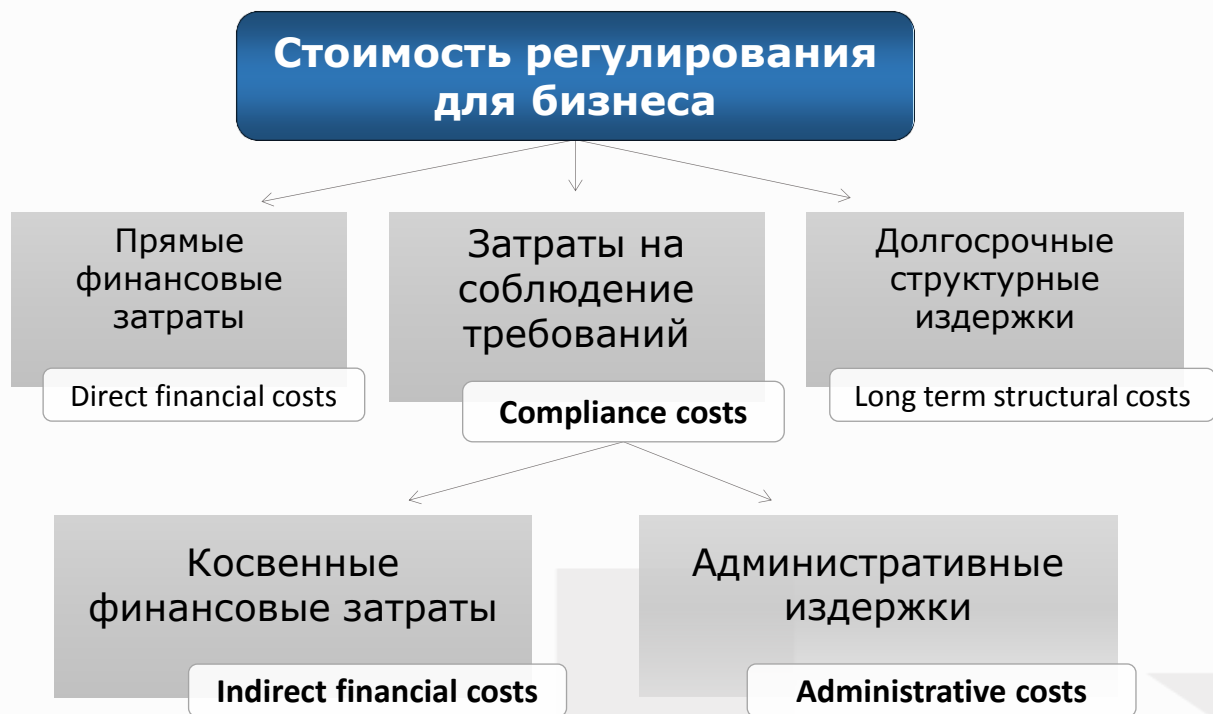 Стоимость регулирования
для бизнеса
Прямые
финансовые
затраты
Direct financial costs
Затраты на
соблюдение
требований
Compliance costs
Долгосрочные
структурные
издержки
Long term structural costs
Косвенные
финансовые затраты
Indirect financial costs
Административные
издержки
Administrative costs